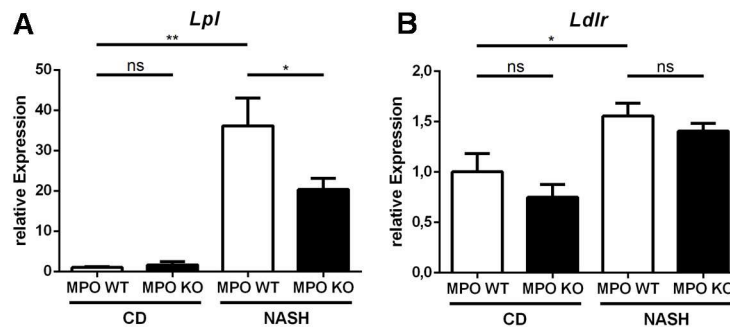 A
Lpl
**
ns
*
relative Expression
50
40
30
20
10
0
MPO WT MPO KO MPO WT MPO KO
CD NASH
B
Ldlr
*
ns
ns
relative Expression
2,0
1,5
1,0
0,5
0,0
MPO WT MPO KO MPO WT MPO KO
CD NASH